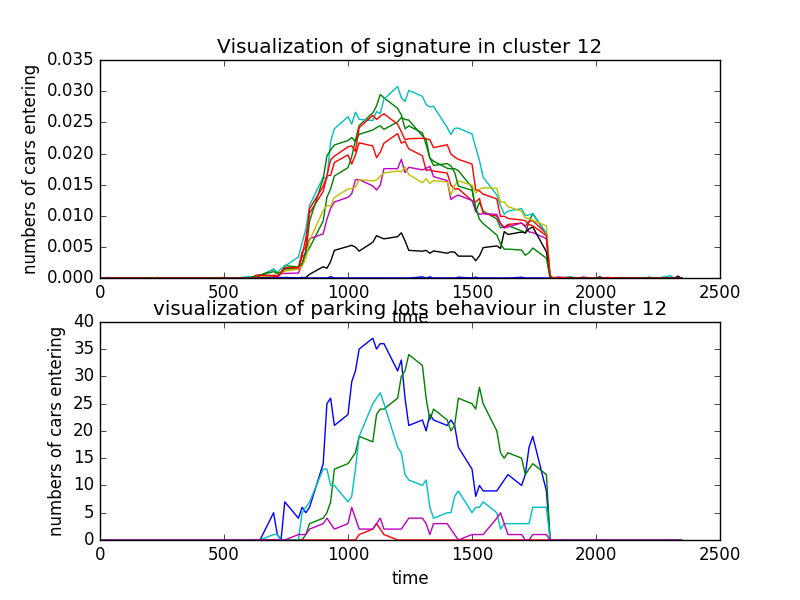 Visualization of signature in cluster 12
numbers of cars entering
0.035
0.030
0.025
0.020
0.015
0.010
0.005
0.000
0 500 1000 1500 2000 2500
time
visualization of parking lots behaviour in cluster 12
numbers of cars entering
40
35
30
25
20
15
10
5
0
0 500 1000 1500 2000 2500
time